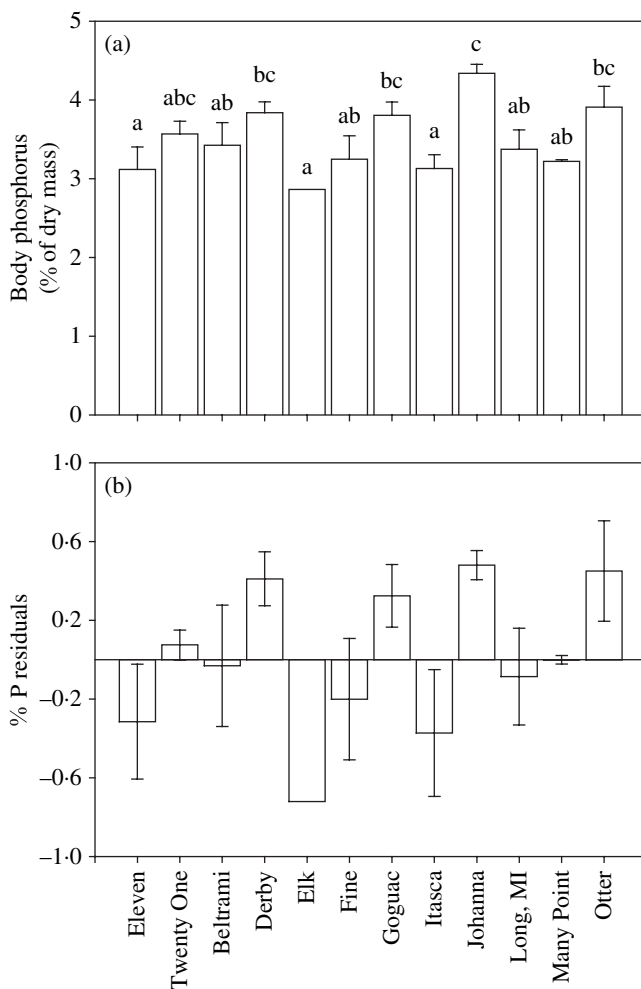 (a)
5
4
3
2
1
0
Body phosphorus
(% of dry mass)
a
abc
ab
bc
a
ab
bc
a
c
ab
ab
bc
(b)
1·0
0·6
0·2
−0·2
−0·6
−1·0
% P residuals
Eleven
Twenty One
Beltrami
Derby
Elk
Fine
Goguac
Itasca
Johanna
Long, MI
Many Point
Otter